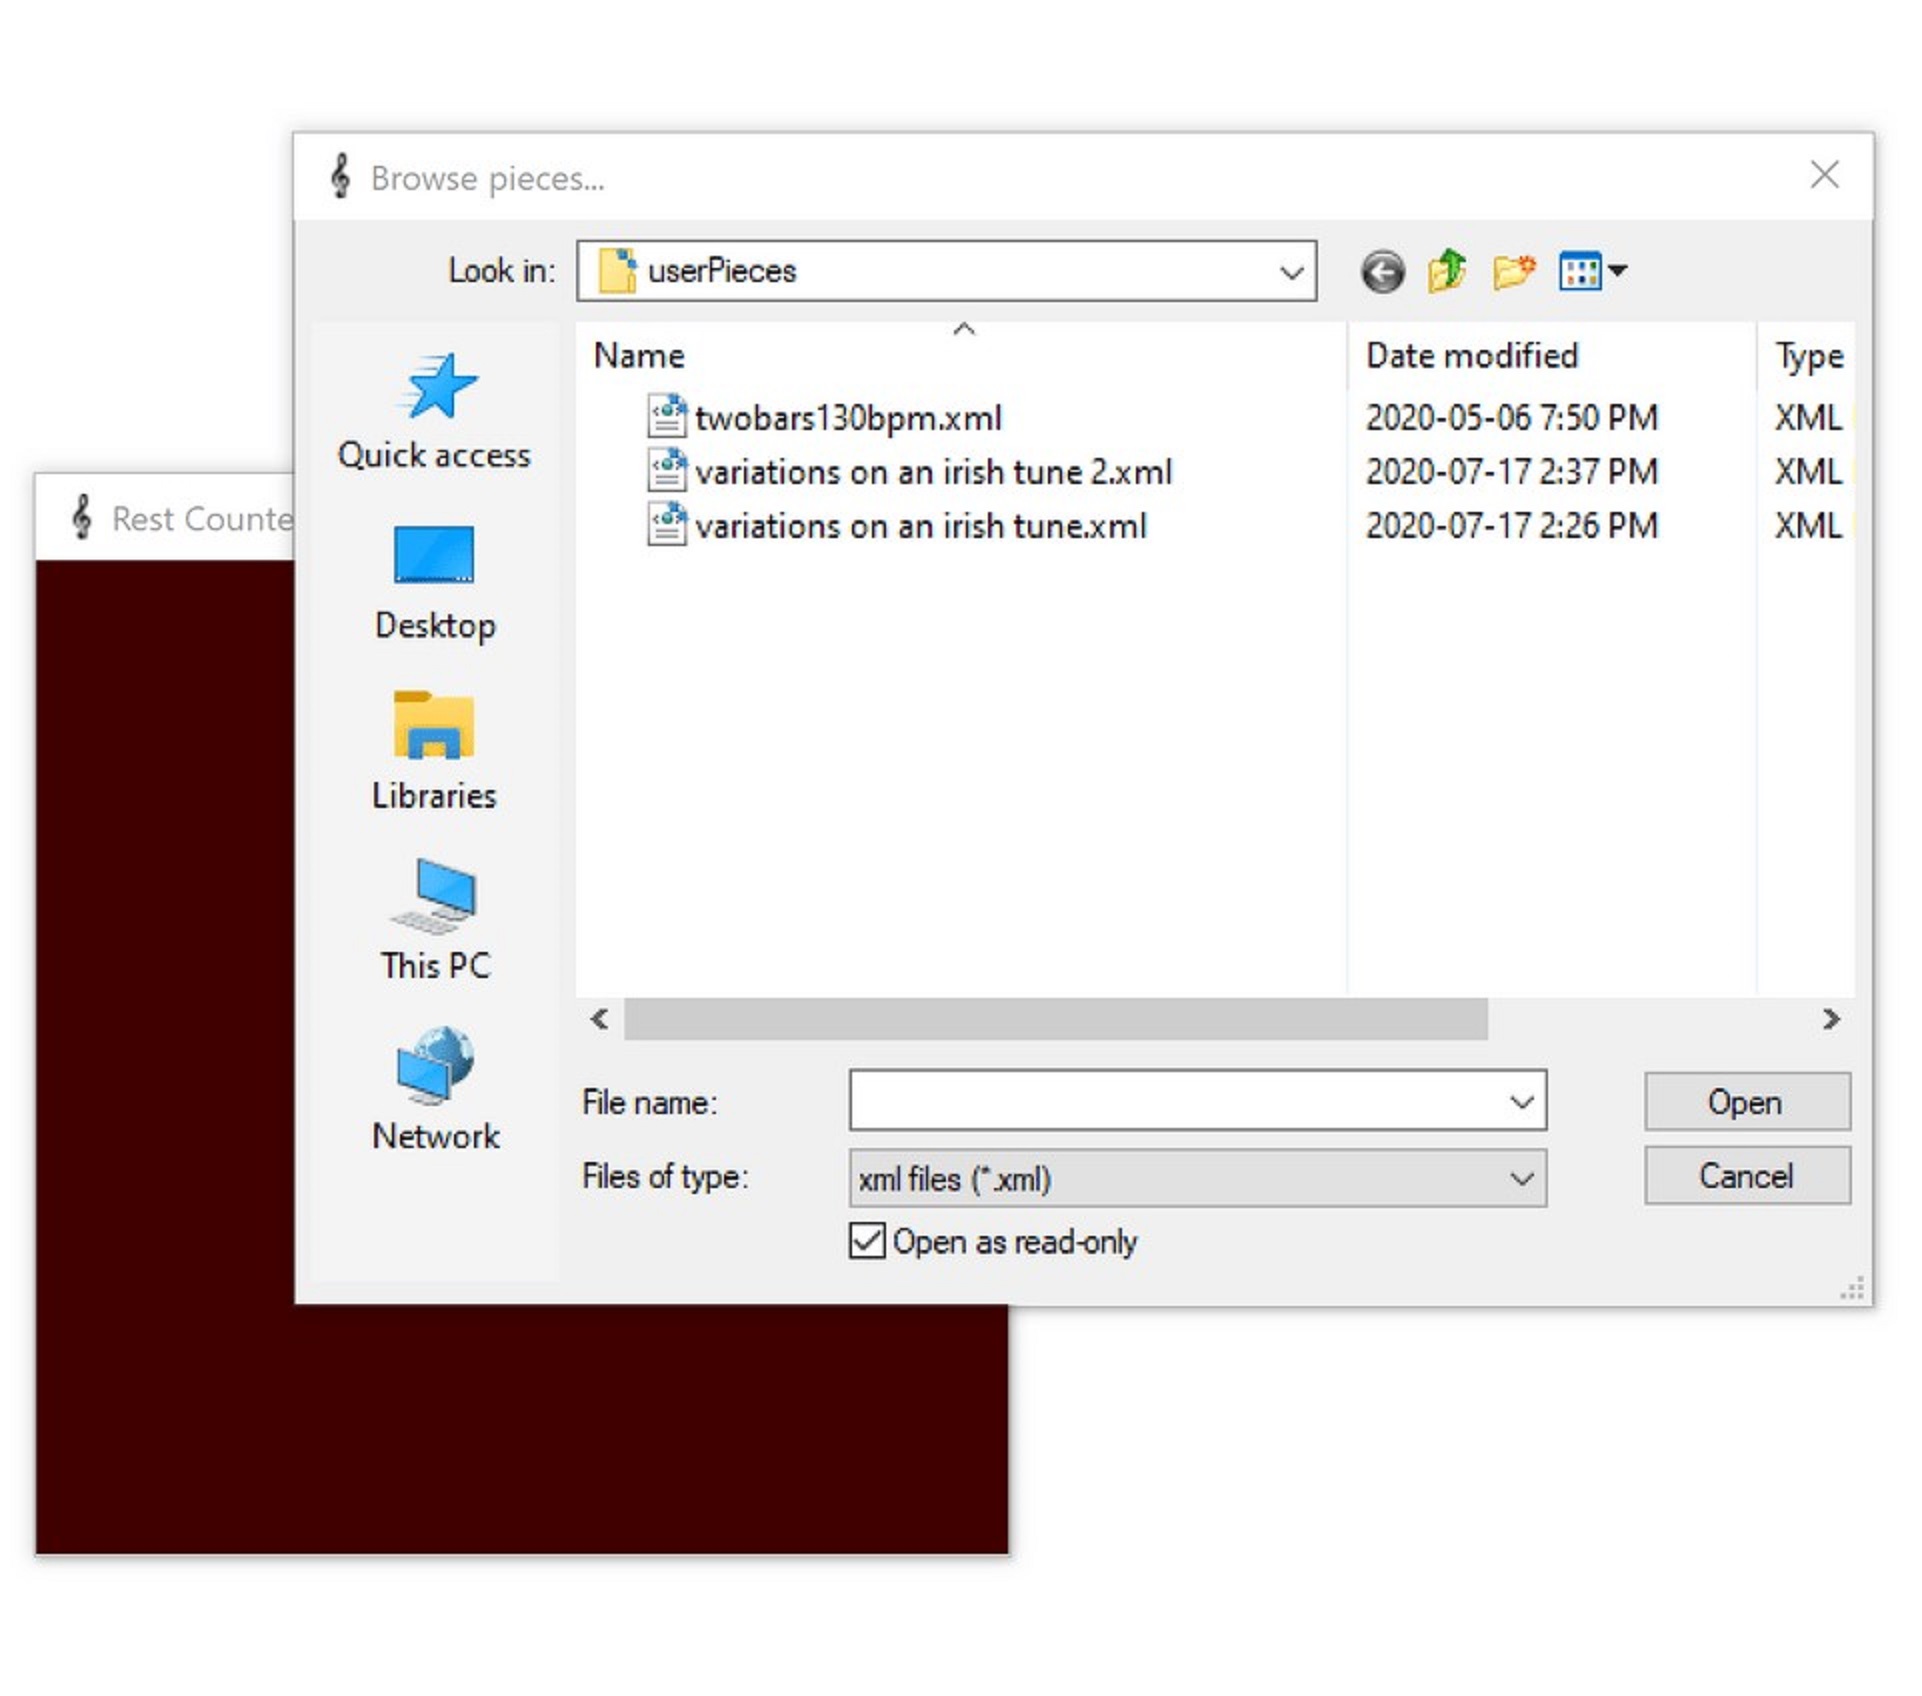 Browse pieces...
Look in: userPieces
Name Date modified Type
twobars130bpm.xml 2020-05-06 7:50 PM XML
variations on an irish tune 2.xml 2020-07-17 2:37 PM XML
variations on an irish tune.xml 2020-07-17 2:26 PM XML
Quick access
Desktop
Libraries
This PC
Network
File name: Open
Files of type: xml files (*.xml) Cancel
Open as read-only
Rest Counte